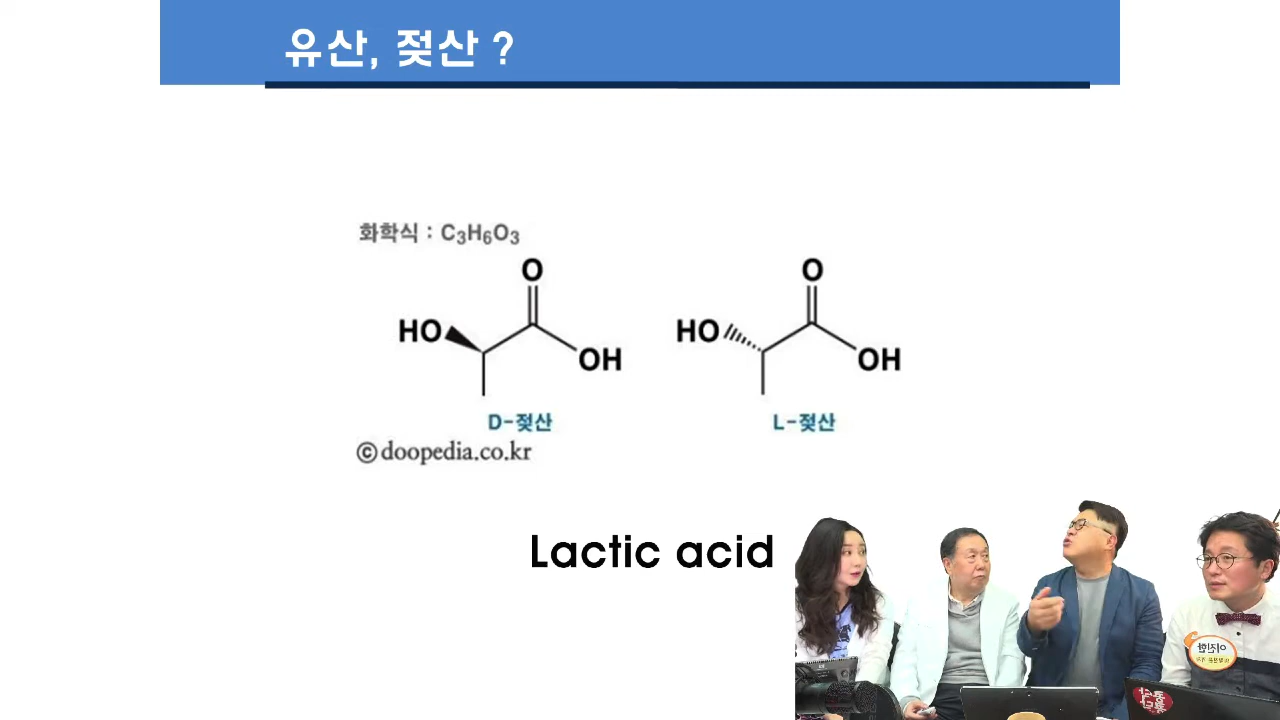 유산, 젖산 ?
화학식 : C₃H₆O₃
O
HO
OH
D-젖산
O
HO
OH
L-젖산
©doopedia.co.kr
Lactic acid